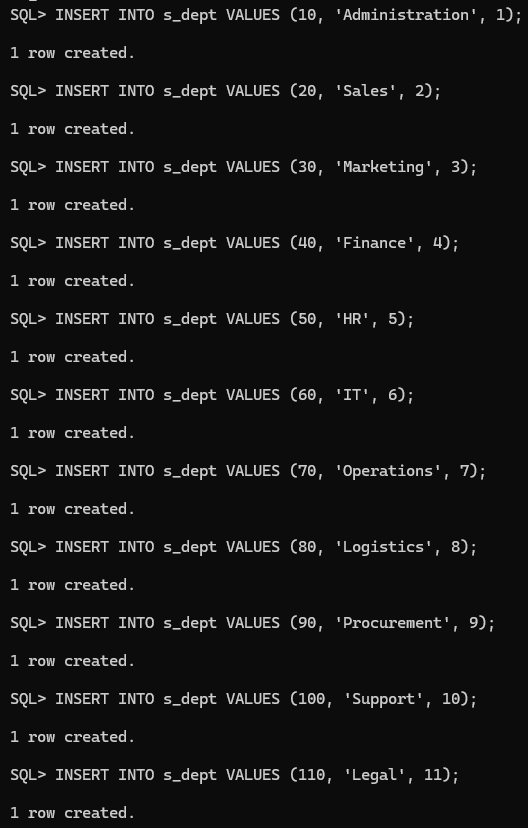 SQL> INSERT INTO s_dept VALUES (10, 'Administration', 1);
1 row created.
SQL> INSERT INTO s_dept VALUES (20, 'Sales', 2);
1 row created.
SQL> INSERT INTO s_dept VALUES (30, 'Marketing', 3);
1 row created.
SQL> INSERT INTO s_dept VALUES (40, 'Finance', 4);
1 row created.
SQL> INSERT INTO s_dept VALUES (50, 'HR', 5);
1 row created.
SQL> INSERT INTO s_dept VALUES (60, 'IT', 6);
1 row created.
SQL> INSERT INTO s_dept VALUES (70, 'Operations', 7);
1 row created.
SQL> INSERT INTO s_dept VALUES (80, 'Logistics', 8);
1 row created.
SQL> INSERT INTO s_dept VALUES (90, 'Procurement', 9);
1 row created.
SQL> INSERT INTO s_dept VALUES (100, 'Support', 10);
1 row created.
SQL> INSERT INTO s_dept VALUES (110, 'Legal', 11);
1 row created.